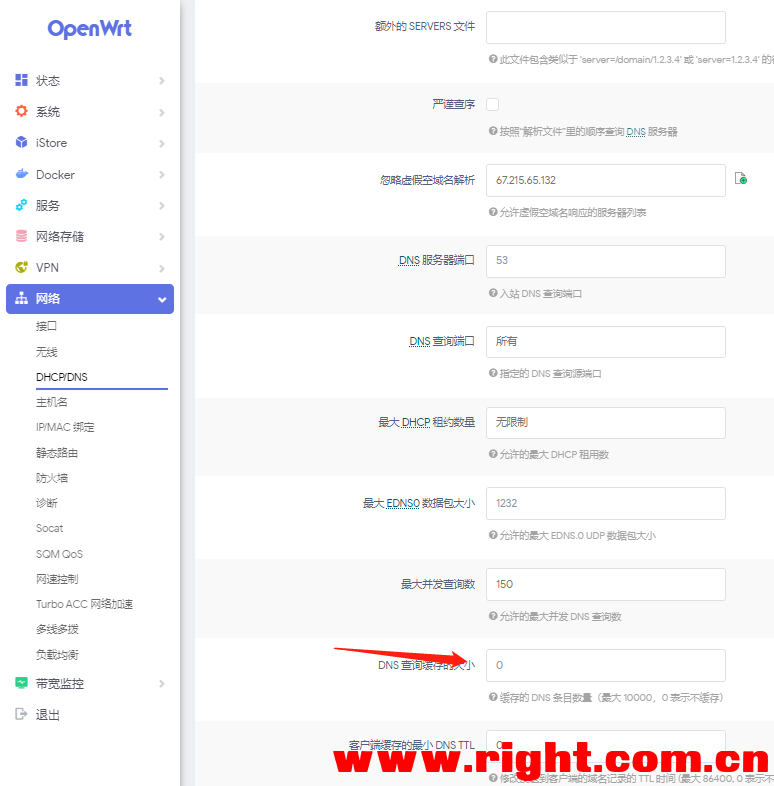 OpenWrt
状态
系统
iStore
Docker
服务
网络存储
VPN
网络
接口
无线
DHCP/DNS
主机名
IP/MAC 绑定
静态路由
防火墙
诊断
Socat
SQM QoS
网速控制
Turbo ACC 网络加速
多线多拨
负载均衡
带宽监控
退出
额外的 SERVERS 文件
此文件包含类似于 'server=/domain/1.2.3.4' 或 'server=1.2.3.4' 的
严谨查序
按照“解析文件”里的顺序查询 DNS 服务器
忽略虚假空域名解析
67.215.65.132
允许虚假空域名响应的服务器列表
DNS 服务器端口
53
入站 DNS 查询端口
DNS 查询端口
所有
指定的 DNS 查询源端口
最大 DHCP 租约数量
无限制
允许的最大 DHCP 租用数
最大 EDNS0 数据包大小
1232
允许的最大 EDNS.0 UDP 数据包大小
最大并发查询数
150
允许的最大并发 DNS 查询数
DNS 查询缓存的大小
0
缓存的 DNS 条目数量（最大 10000，0 表示不缓存）
客户端缓存的最小 DNS TTL
0
www.right.com.cn
到客户端的域名记录的 TTL 时间 (最大 86400, 0 表示不